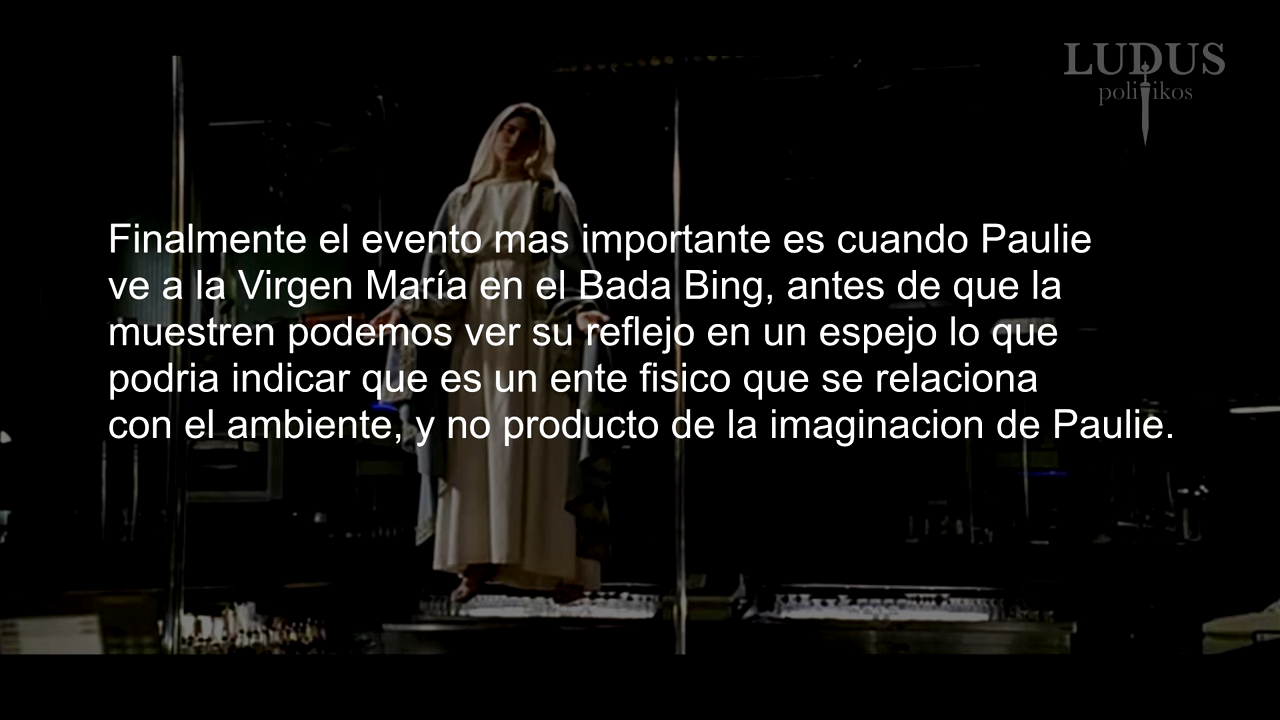 LUDUS
politikos
Finalmente el evento mas importante es cuando Paulie
ve a la Virgen María en el Bada Bing, antes de que la
muestren podemos ver su reflejo en un espejo lo que
podria indicar que es un ente fisico que se relaciona
con el ambiente, y no producto de la imaginacion de Paulie.